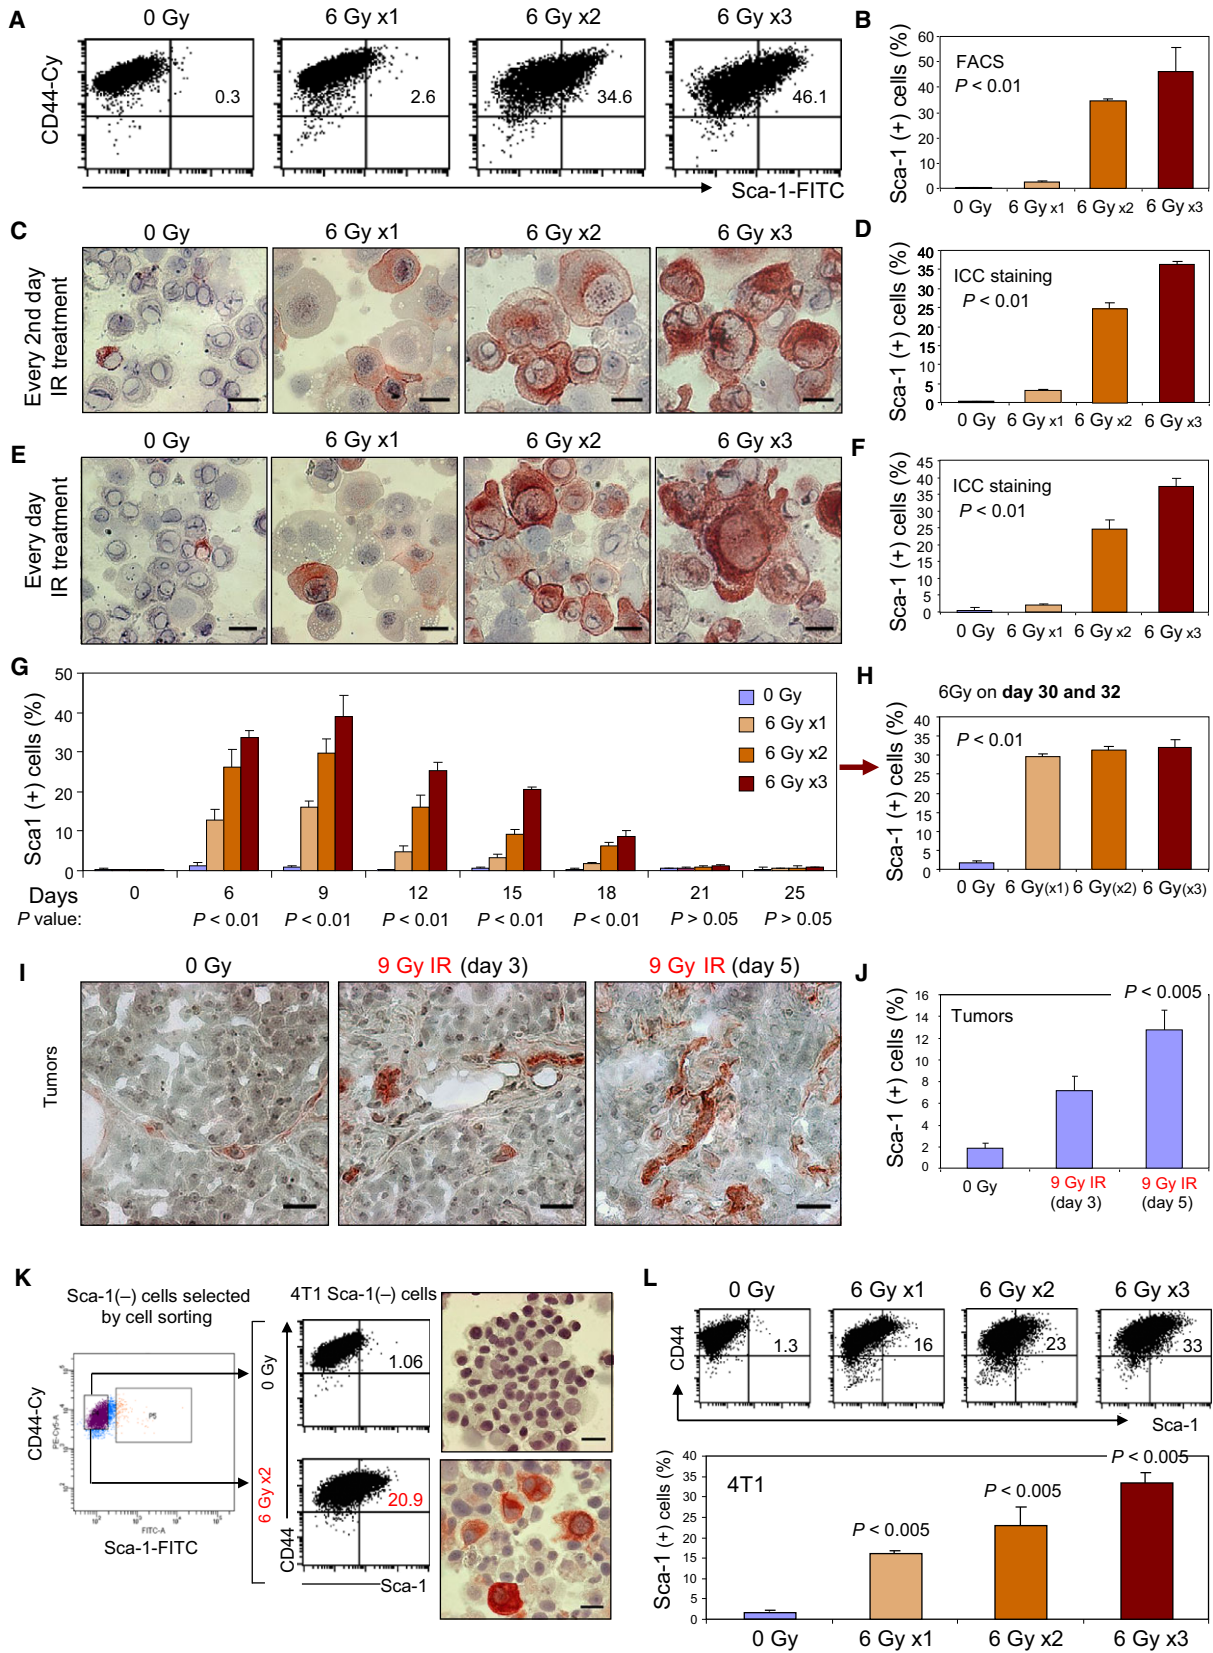 A
0 Gy 6 Gy x1 6 Gy x2 6 Gy x3
CD44-Cy
0.3 2.6 34.6 46.1
Sca-1-FITC
B
Sca-1 (+) cells (%)
60
50
40
30
20
10
0
FACS
P < 0.01
0 Gy 6 Gy x1 6 Gy x2 6 Gy x3
C
0 Gy 6 Gy x1 6 Gy x2 6 Gy x3
Every 2nd day
IR treatment
D
Sca-1 (+) cells (%)
40
35
30
25
20
15
10
5
0
ICC staining
P < 0.01
0 Gy 6 Gy x1 6 Gy x2 6 Gy x3
E
0 Gy 6 Gy x1 6 Gy x2 6 Gy x3
Every day
IR treatment
F
Sca-1 (+) cells (%)
45
40
35
30
25
20
15
10
5
0
ICC staining
P < 0.01
0 Gy 6 Gy x1 6 Gy x2 6 Gy x3
G
Sca1 (+) cells (%)
50
40
30
20
10
0
0 Gy
6 Gy x1
6 Gy x2
6 Gy x3
Days 0 6 9 12 15 18 21 25
P value: P < 0.01 P < 0.01 P < 0.01 P < 0.01 P < 0.01 P > 0.05 P > 0.05
H
6Gy on day 30 and 32
Sca-1 (+) cells (%)
40
35
30
25
20
15
10
5
0
P < 0.01
0 Gy 6 Gy(x1) 6 Gy(x2) 6 Gy(x3)
I
0 Gy 9 Gy IR (day 3) 9 Gy IR (day 5)
Tumors
J
Sca-1 (+) cells (%)
16
14
12
10
8
6
4
2
0
Tumors
P < 0.005
0 Gy 9 Gy IR 9 Gy IR
(day 3) (day 5)
K
Sca-1(–) cells selected
by cell sorting
4T1 Sca-1(–) cells
CD44-Cy
PE-Cy5-A
P5
FITC-A
Sca-1-FITC
0 Gy
6 Gy x2
1.06
20.9
CD44
Sca-1
L
0 Gy 6 Gy x1 6 Gy x2 6 Gy x3
CD44
1.3 16 23 33
Sca-1
Sca-1 (+) cells (%)
40
35
30
25
20
15
10
5
0
4T1
P < 0.005
P < 0.005
P < 0.005
0 Gy 6 Gy x1 6 Gy x2 6 Gy x3